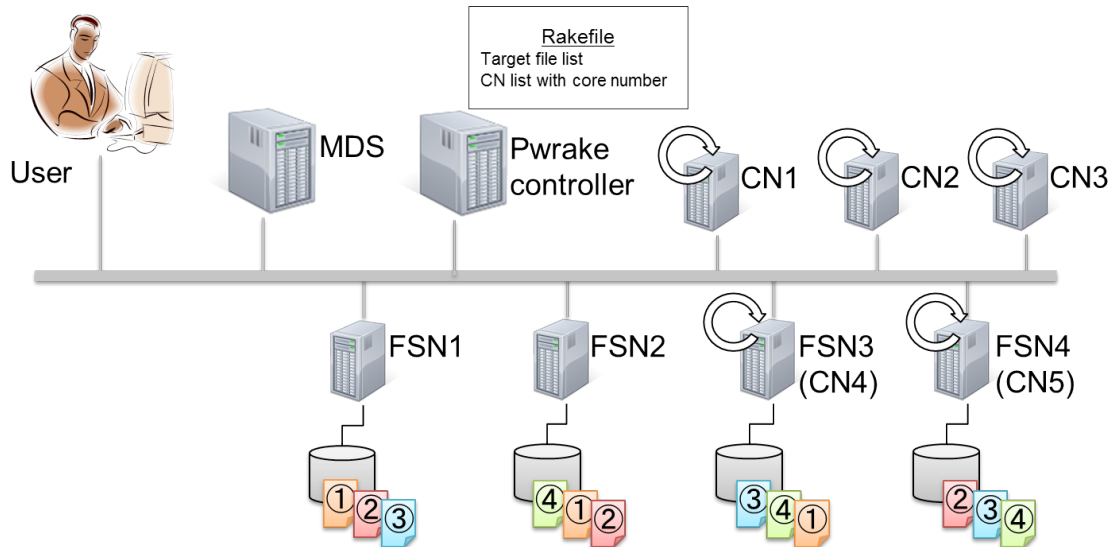 Rakefile
Target file list
CN list with core number
User
MDS
Pwrake
controller
CN1
CN2
CN3
FSN1
FSN2
FSN3
(CN4)
FSN4
(CN5)
① ② ③
④ ① ②
③ ④ ①
② ③ ④